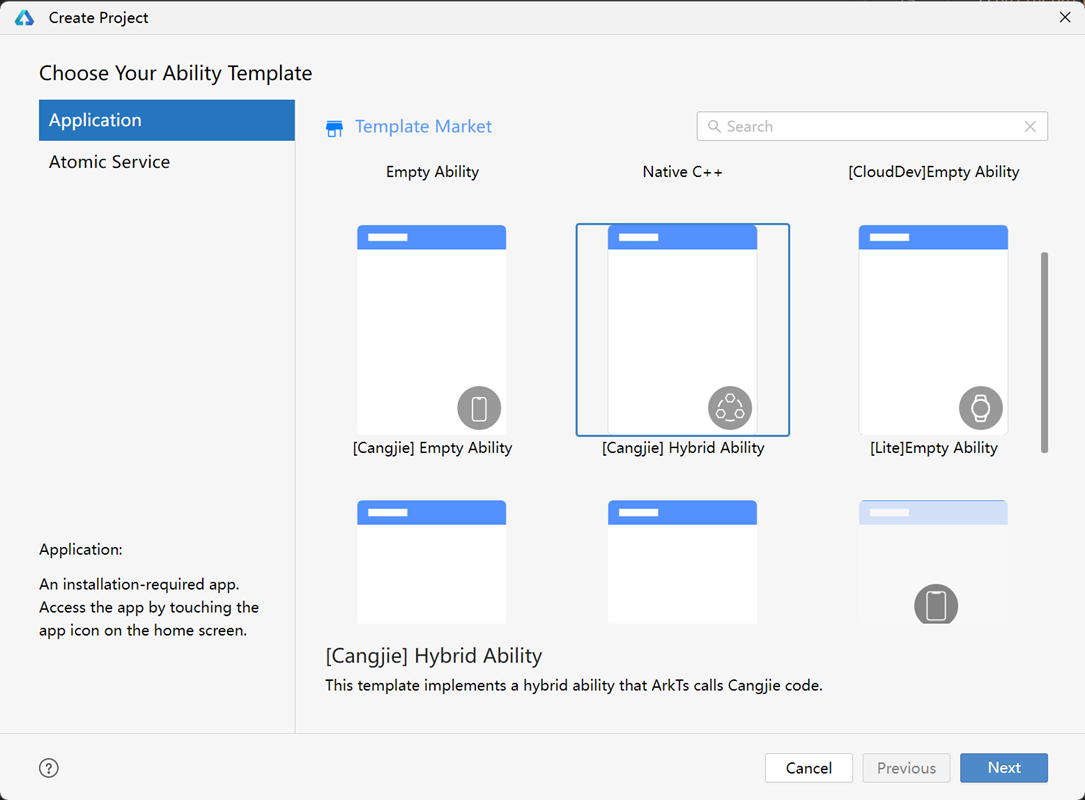 Create Project
Choose Your Ability Template
Application
Atomic Service
Template Market
Search
Empty Ability
Native C++
[CloudDev]Empty Ability
[Cangjie] Empty Ability
[Cangjie] Hybrid Ability
[Lite]Empty Ability
Application:
An installation-required app.
Access the app by touching the
app icon on the home screen.
[Cangjie] Hybrid Ability
This template implements a hybrid ability that ArkTs calls Cangjie code.
?
Cancel
Previous
Next